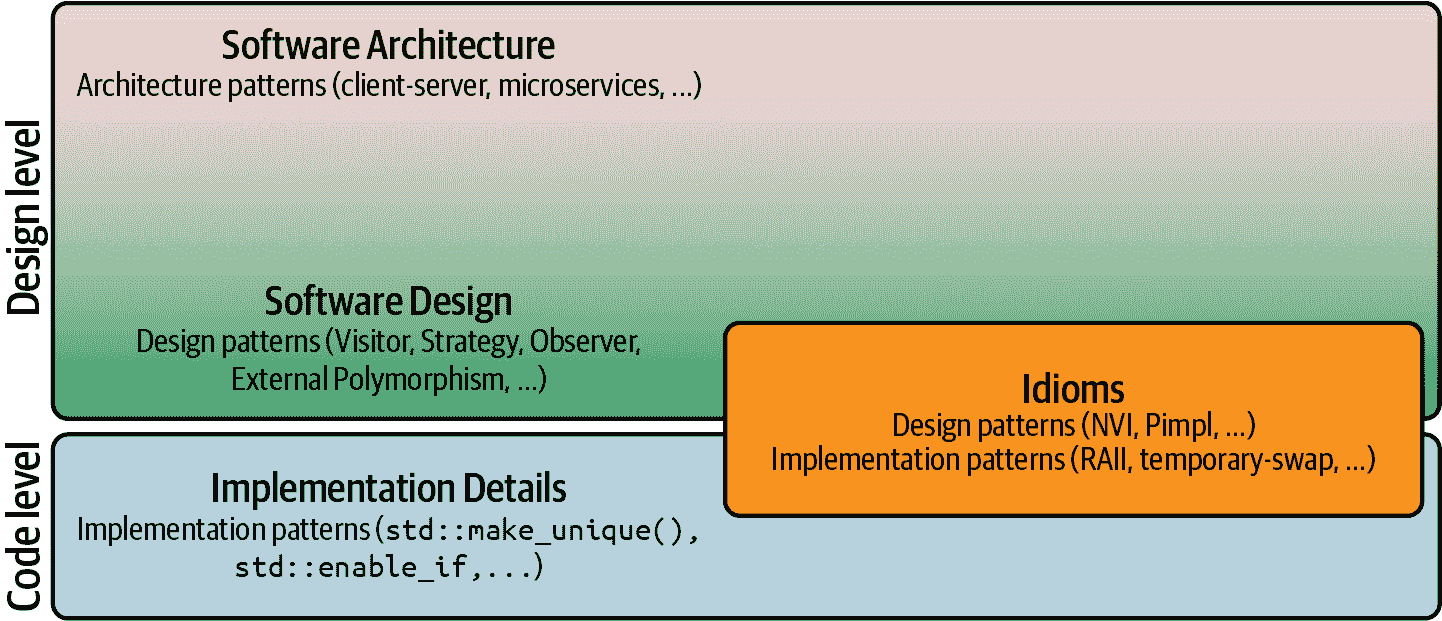 Design level
Software Architecture
Architecture patterns (client-server, microservices, ...)
Software Design
Design patterns (Visitor, Strategy, Observer,
External Polymorphism, ...)
Idioms
Design patterns (NVI, Pimpl, ...)
Implementation patterns (RAII, temporary-swap, ...)
Code level
Implementation Details
Implementation patterns (std::make_unique(),
std::enable_if,...)